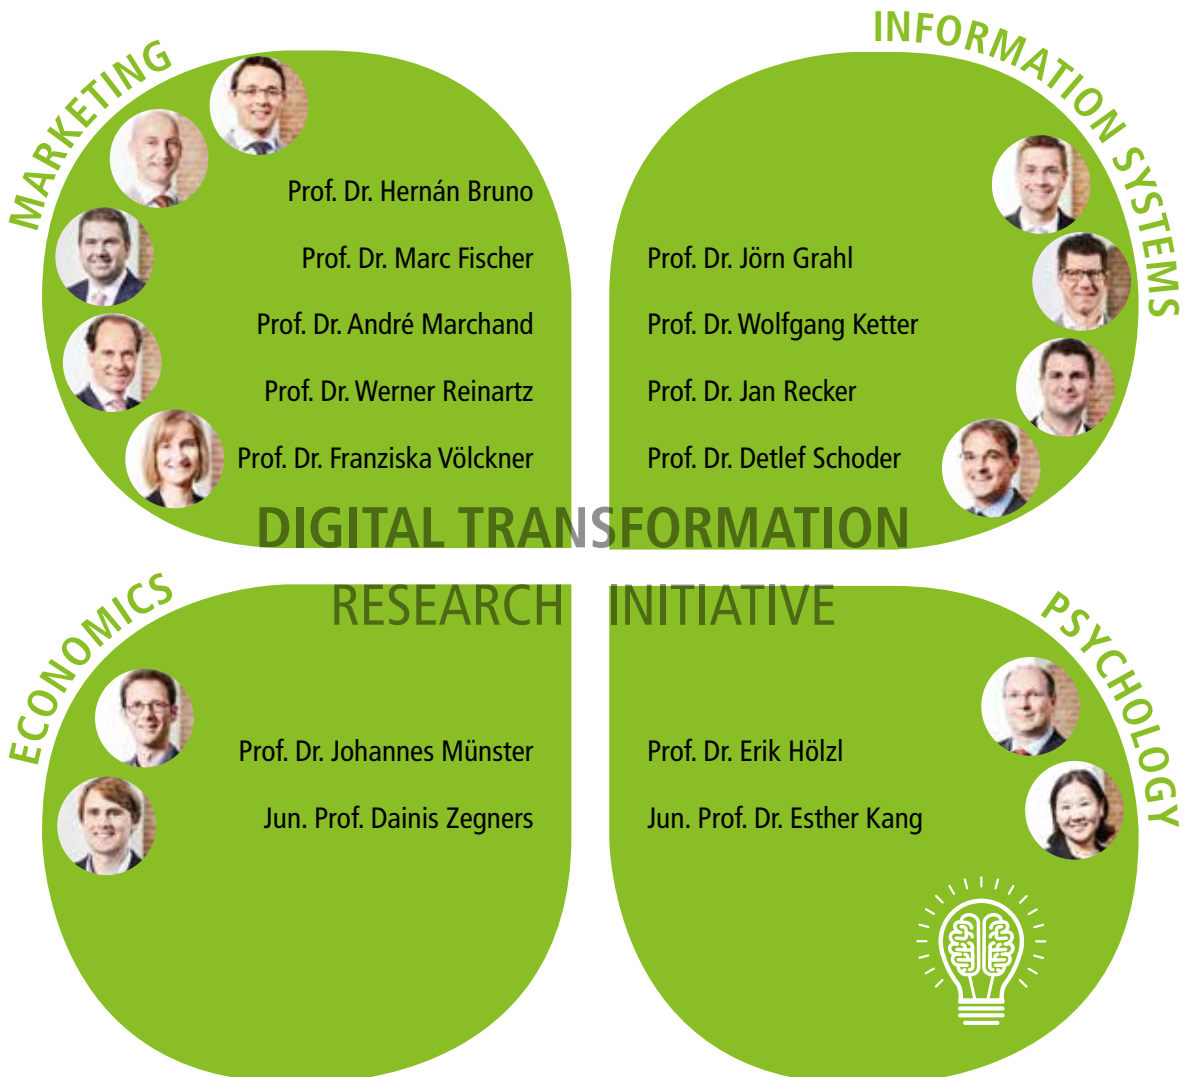 MARKETING
Prof. Dr. Hernán Bruno
Prof. Dr. Marc Fischer
Prof. Dr. André Marchand
Prof. Dr. Werner Reinartz
Prof. Dr. Franziska Völckner
INFORMATION SYSTEMS
Prof. Dr. Jörn Grahl
Prof. Dr. Wolfgang Ketter
Prof. Dr. Jan Recker
Prof. Dr. Detlef Schoder
DIGITAL TRANSFORMATION
RESEARCH INITIATIVE
ECONOMICS
Prof. Dr. Johannes Münster
Jun. Prof. Dainis Zegners
PSYCHOLOGY
Prof. Dr. Erik Hölzl
Jun. Prof. Dr. Esther Kang